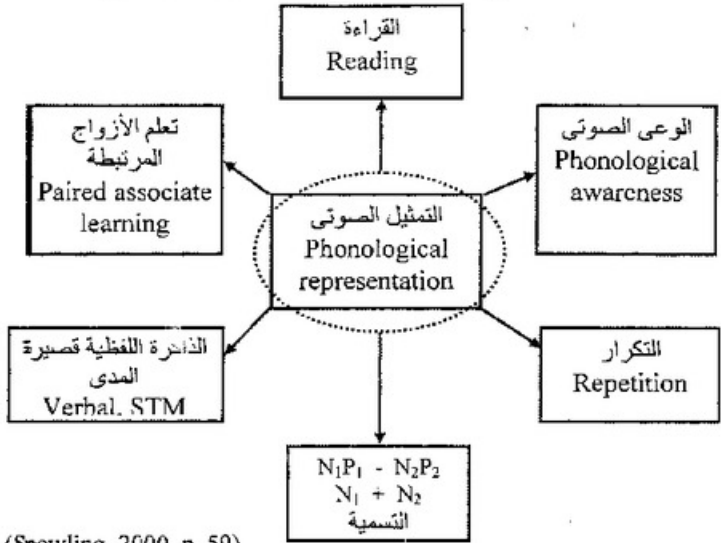 القراءة
Reading
تعلم الأزواج
المرتبطة
Paired associate
learning
الوعى الصوتى
Phonological
awareness
التمثيل الصوتى
Phonological
representation
الذاكرة اللفظية قصيرة
المدى
Verbal. STM
التكرار
Repetition
N₁P₁ - N₂P₂
N₁ + N₂
التسمية
(Snowling, 2000, p. 59)